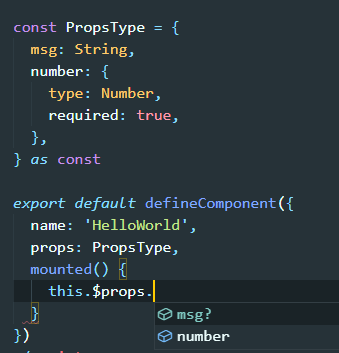 const PropsType = {
  msg: String,
  number: {
    type: Number,
    required: true,
  },
} as const

export default defineComponent({
  name: 'HelloWorld',
  props: PropsType,
  mounted() {
    this.$props.
    msg?
  }
    number
})